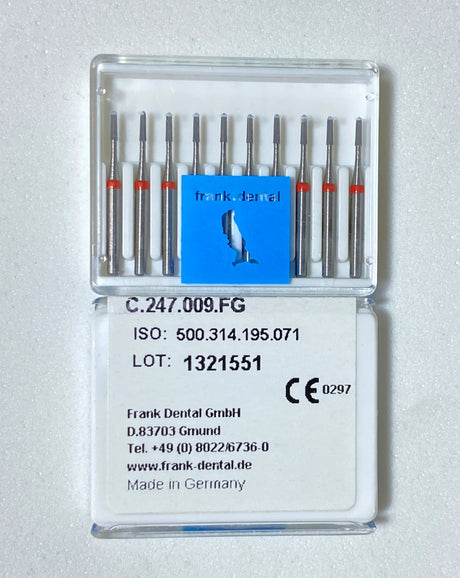 frank.dental
C.247.009.FG
ISO: 500.314.195.071
LOT: 1321551
CE 0297
Frank Dental GmbH
D.83703 Gmund
Tel. +49 (0) 8022/6736-0
www.frank-dental.de
Made in Germany